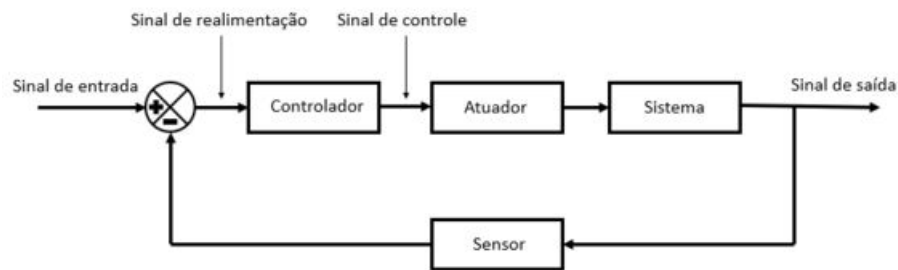 Sinal de realimentação
Sinal de controle
Sinal de entrada
Sinal de saída
Controlador
Atuador
Sistema
Sensor